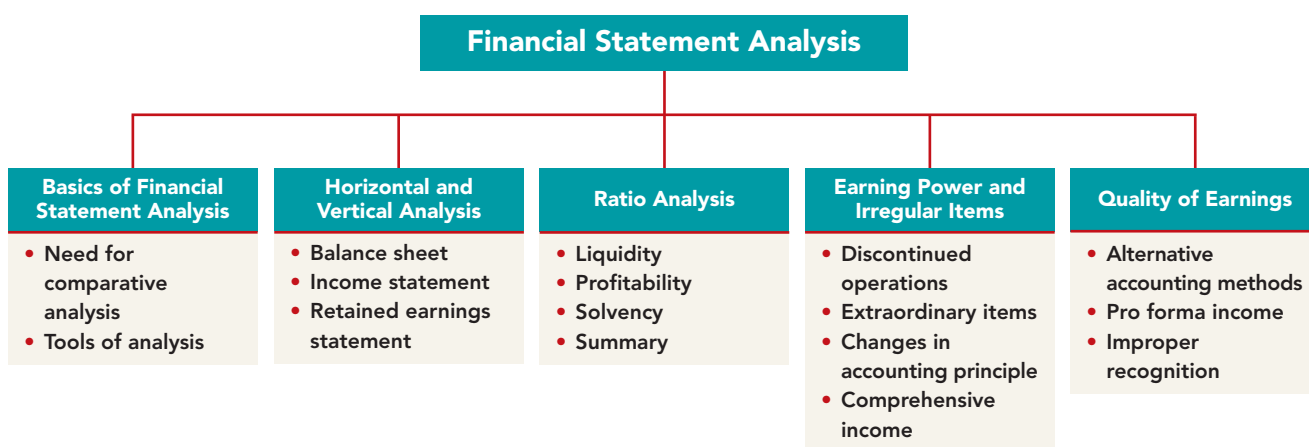 Financial Statement Analysis
Basics of Financial
Statement Analysis
• Need for
comparative
analysis
• Tools of analysis
Horizontal and
Vertical Analysis
• Balance sheet
• Income statement
• Retained earnings
statement
Ratio Analysis
• Liquidity
• Profitability
• Solvency
• Summary
Earning Power and
Irregular Items
• Discontinued
operations
• Extraordinary items
• Changes in
accounting principle
• Comprehensive
income
Quality of Earnings
• Alternative
accounting methods
• Pro forma income
• Improper
recognition